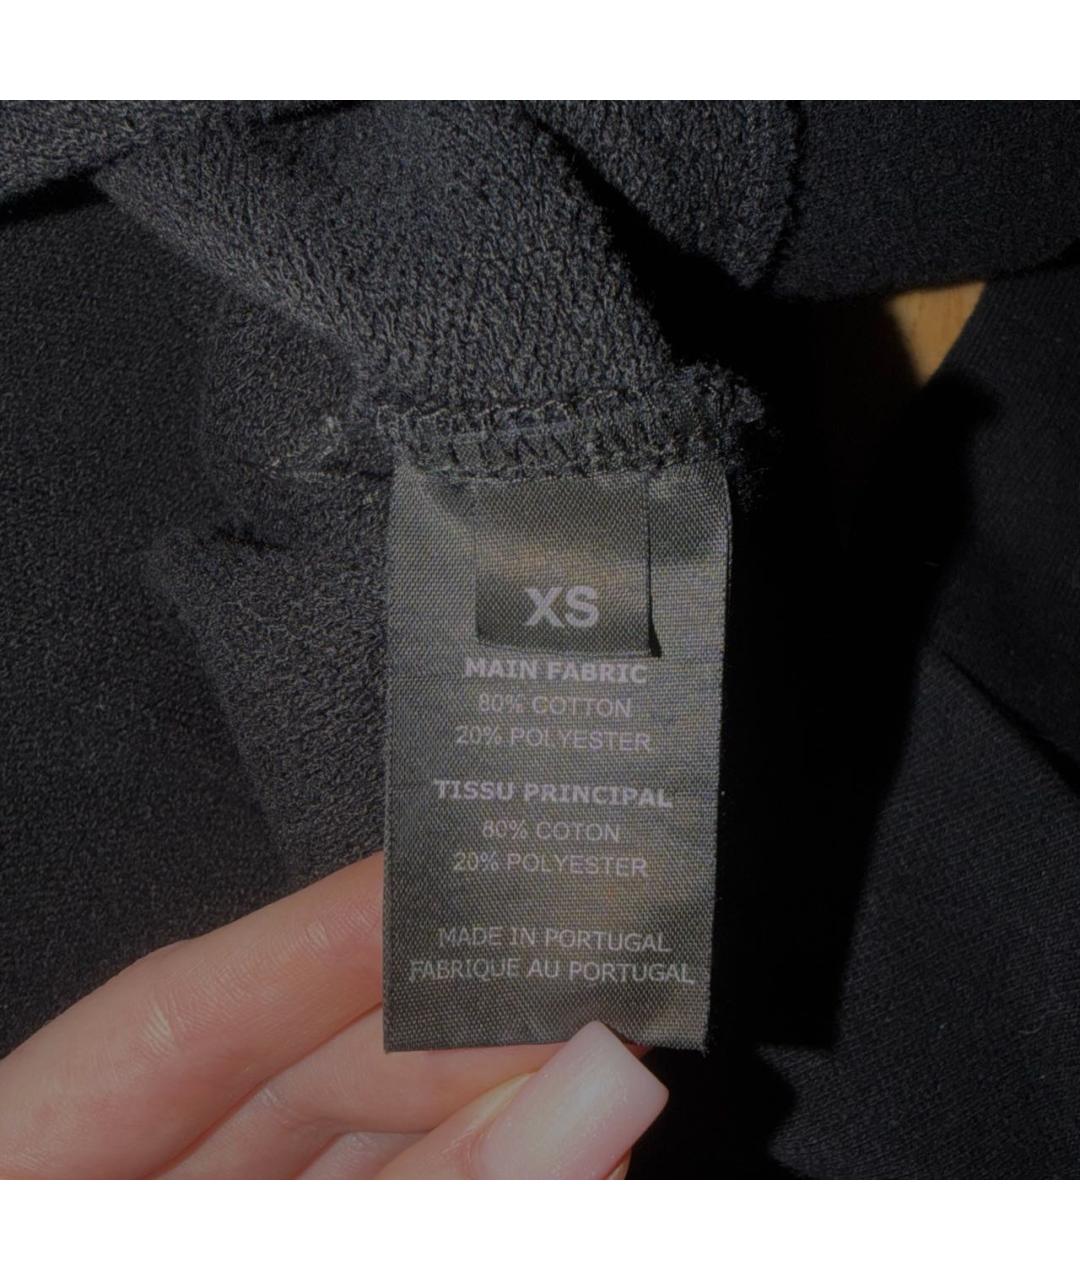 XS
MAIN FABRIC
80% COTTON
20% POLYESTER
TISSU PRINCIPAL
80% COTON
20% POLYESTER
MADE IN PORTUGAL
FABRIQUE AU PORTUGAL